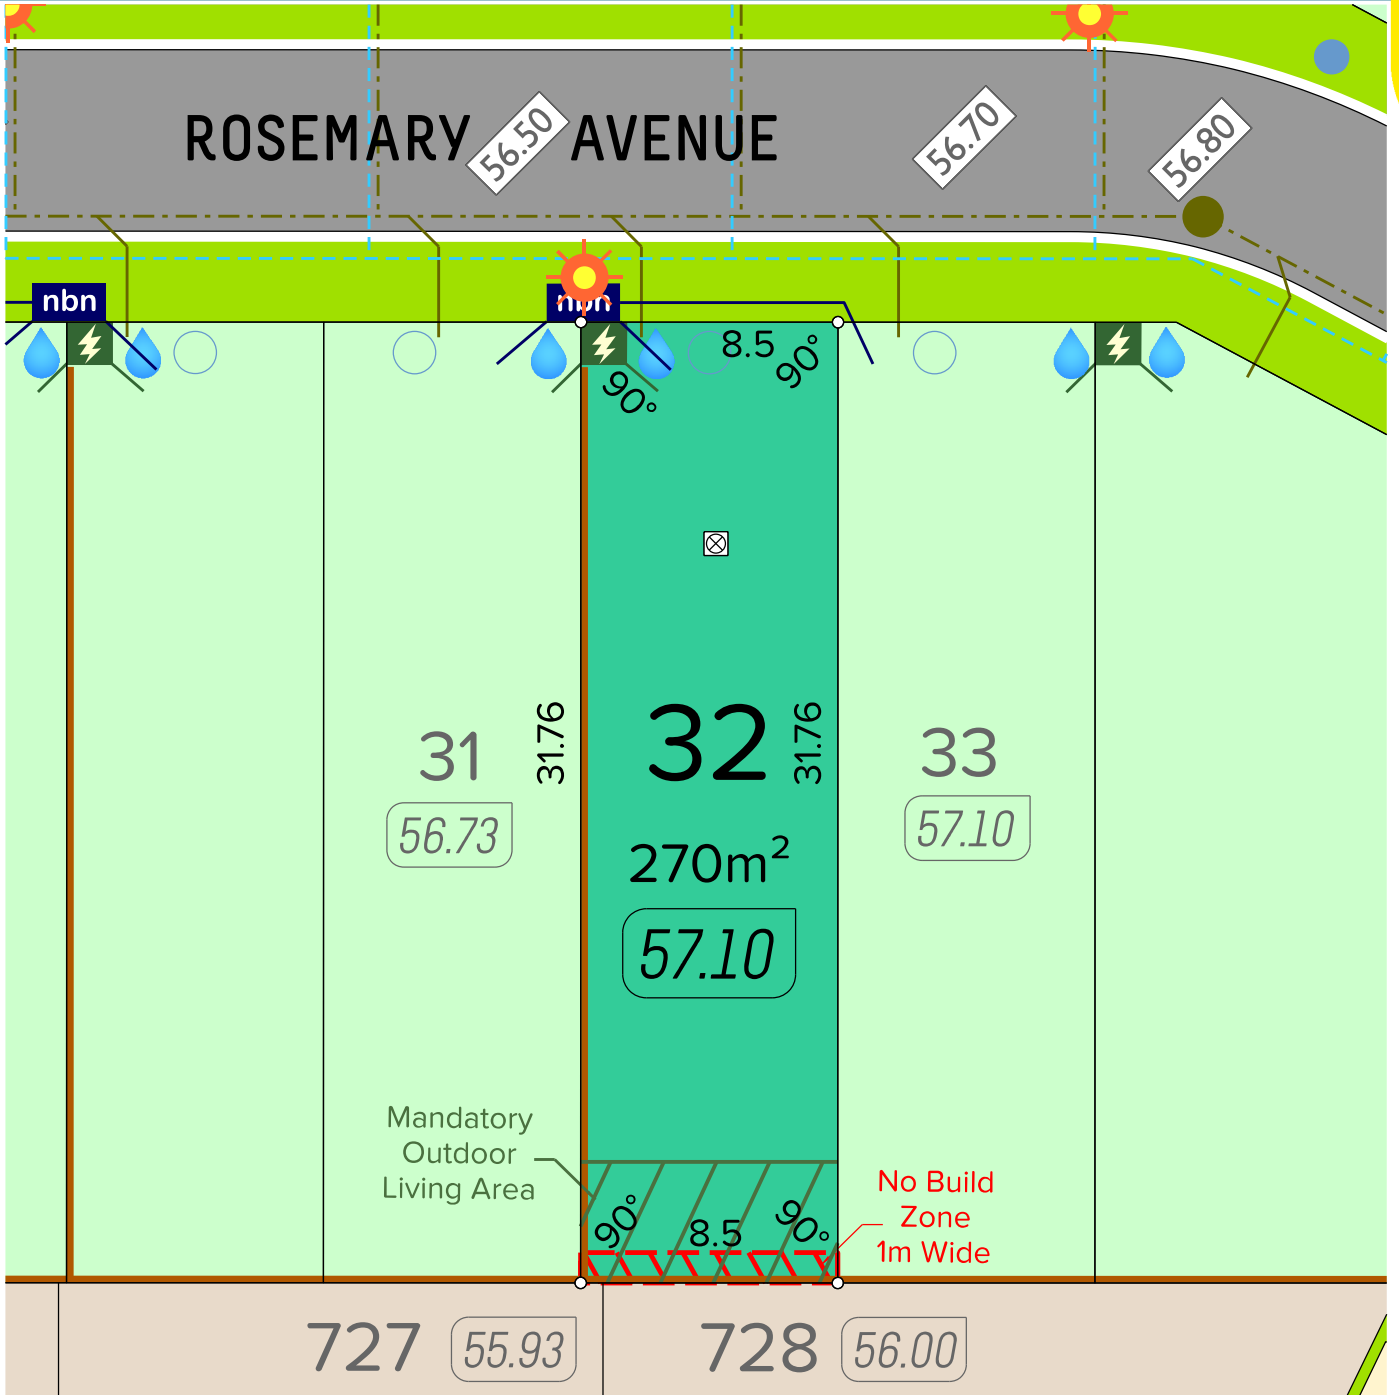 ROSEMARY AVENUE
56.50
56.70
56.80
nbn
nbn
8.5
90°
90°
31
56.73
31.76
32
270m²
57.10
31.76
33
57.10
Mandatory
Outdoor
Living Area
90°
8.5
90°
No Build
Zone
1m Wide
727
55.93
728
56.00